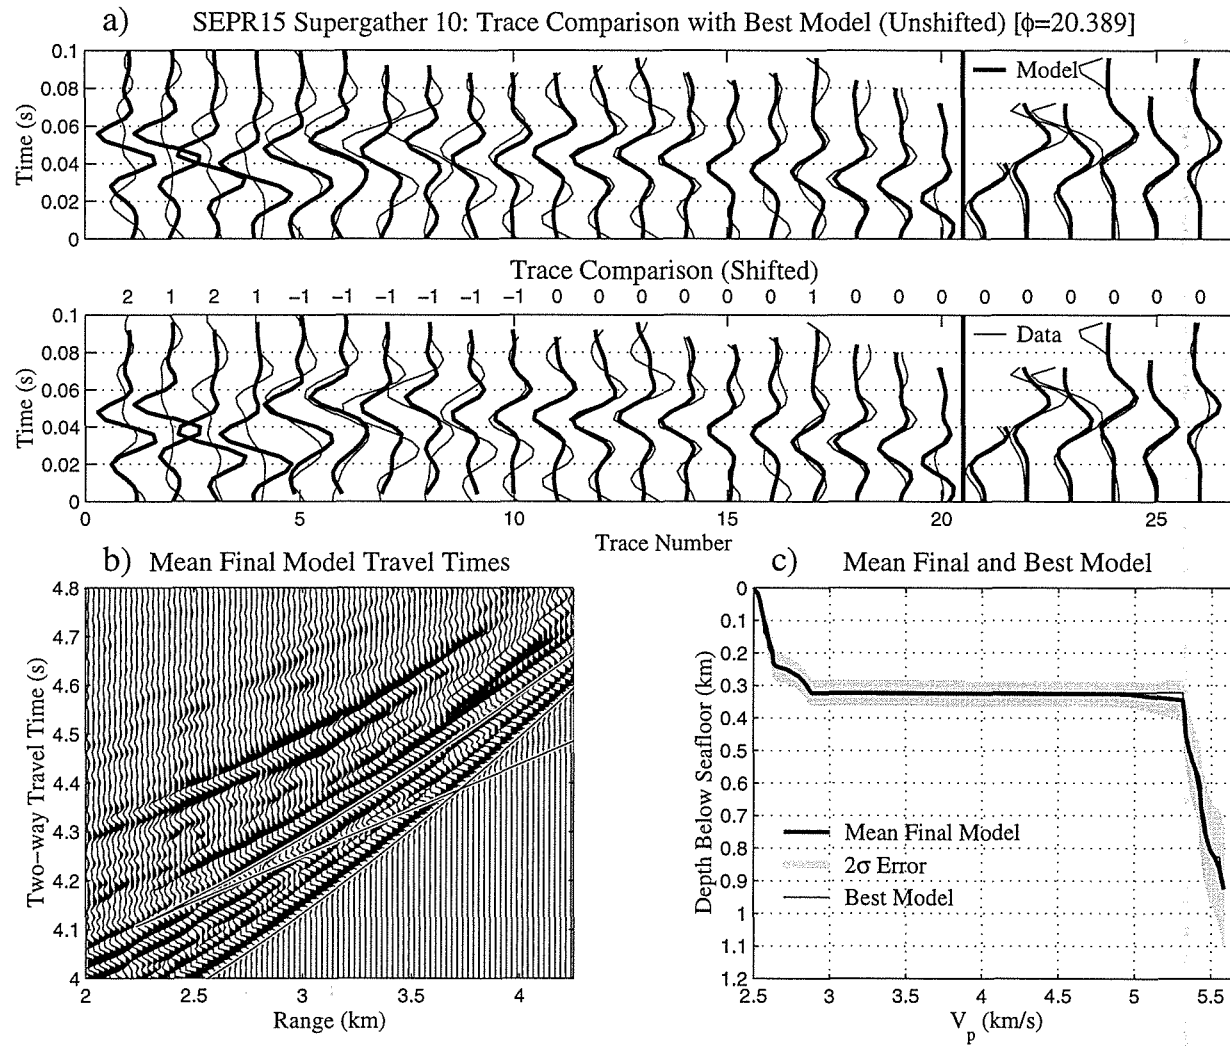 a) SEPR15 Supergather 10: Trace Comparison with Best Model (Unshifted) [ϕ=20.389]
0.1
0.08
0.06
0.04
0.02
0
Time (s)
Model
Trace Comparison (Shifted)
2 1 2 1 −1 −1 −1 −1 −1 −1 0 0 0 0 0 0 1 0 0 0 0 0 0 0 0 0
0.1
0.08
0.06
0.04
0.02
0
Time (s)
Data
0 5 10 15 20 25
Trace Number
b) Mean Final Model Travel Times
4.8
4.7
4.6
4.5
4.4
4.3
4.2
4.1
4
Two−way Travel Time (s)
2 2.5 3 3.5 4
Range (km)
c) Mean Final and Best Model
0
0.1
0.2
0.3
0.4
0.5
0.6
0.7
0.8
0.9
1
1.1
1.2
Depth Below Seafloor (km)
Mean Final Model
2σ Error
Best Model
2.5 3 3.5 4 4.5 5 5.5
Vp (km/s)